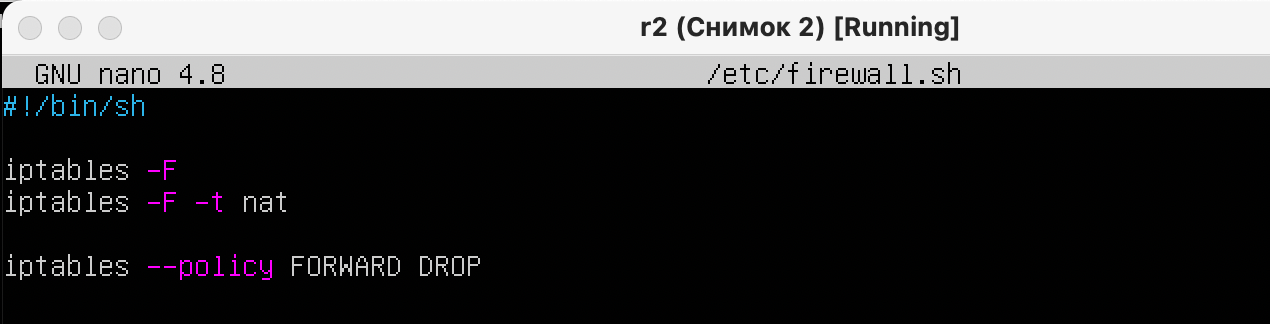 r2 (Снимок 2) [Running]
GNU nano 4.8 /etc/firewall.sh
#!/bin/sh
iptables -F
iptables -F -t nat
iptables --policy FORWARD DROP